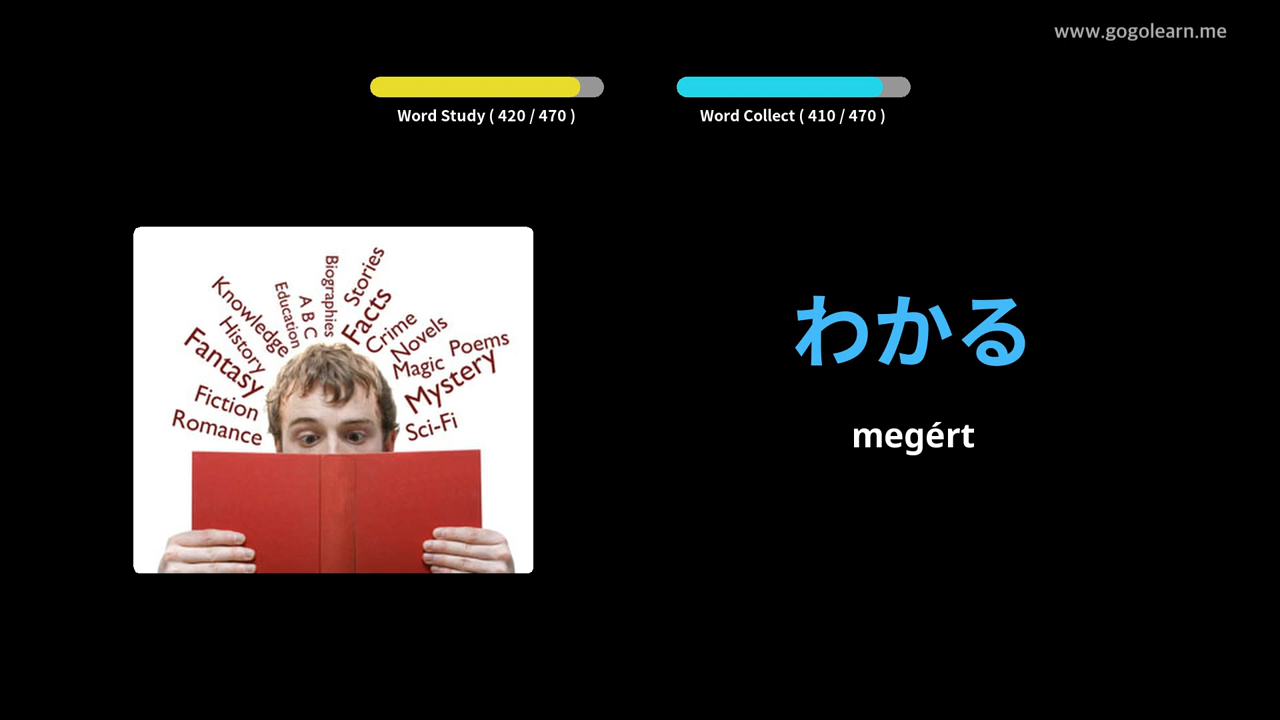 www.gogolearn.me
Word Study ( 420 / 470 )
Word Collect ( 410 / 470 )
Biographies
Stories
Education
A B C
Facts
Knowledge
Crime
History
Novels
Poems
Fantasy
Magic
Mystery
Fiction
Romance
Sci-Fi
わかる
megért